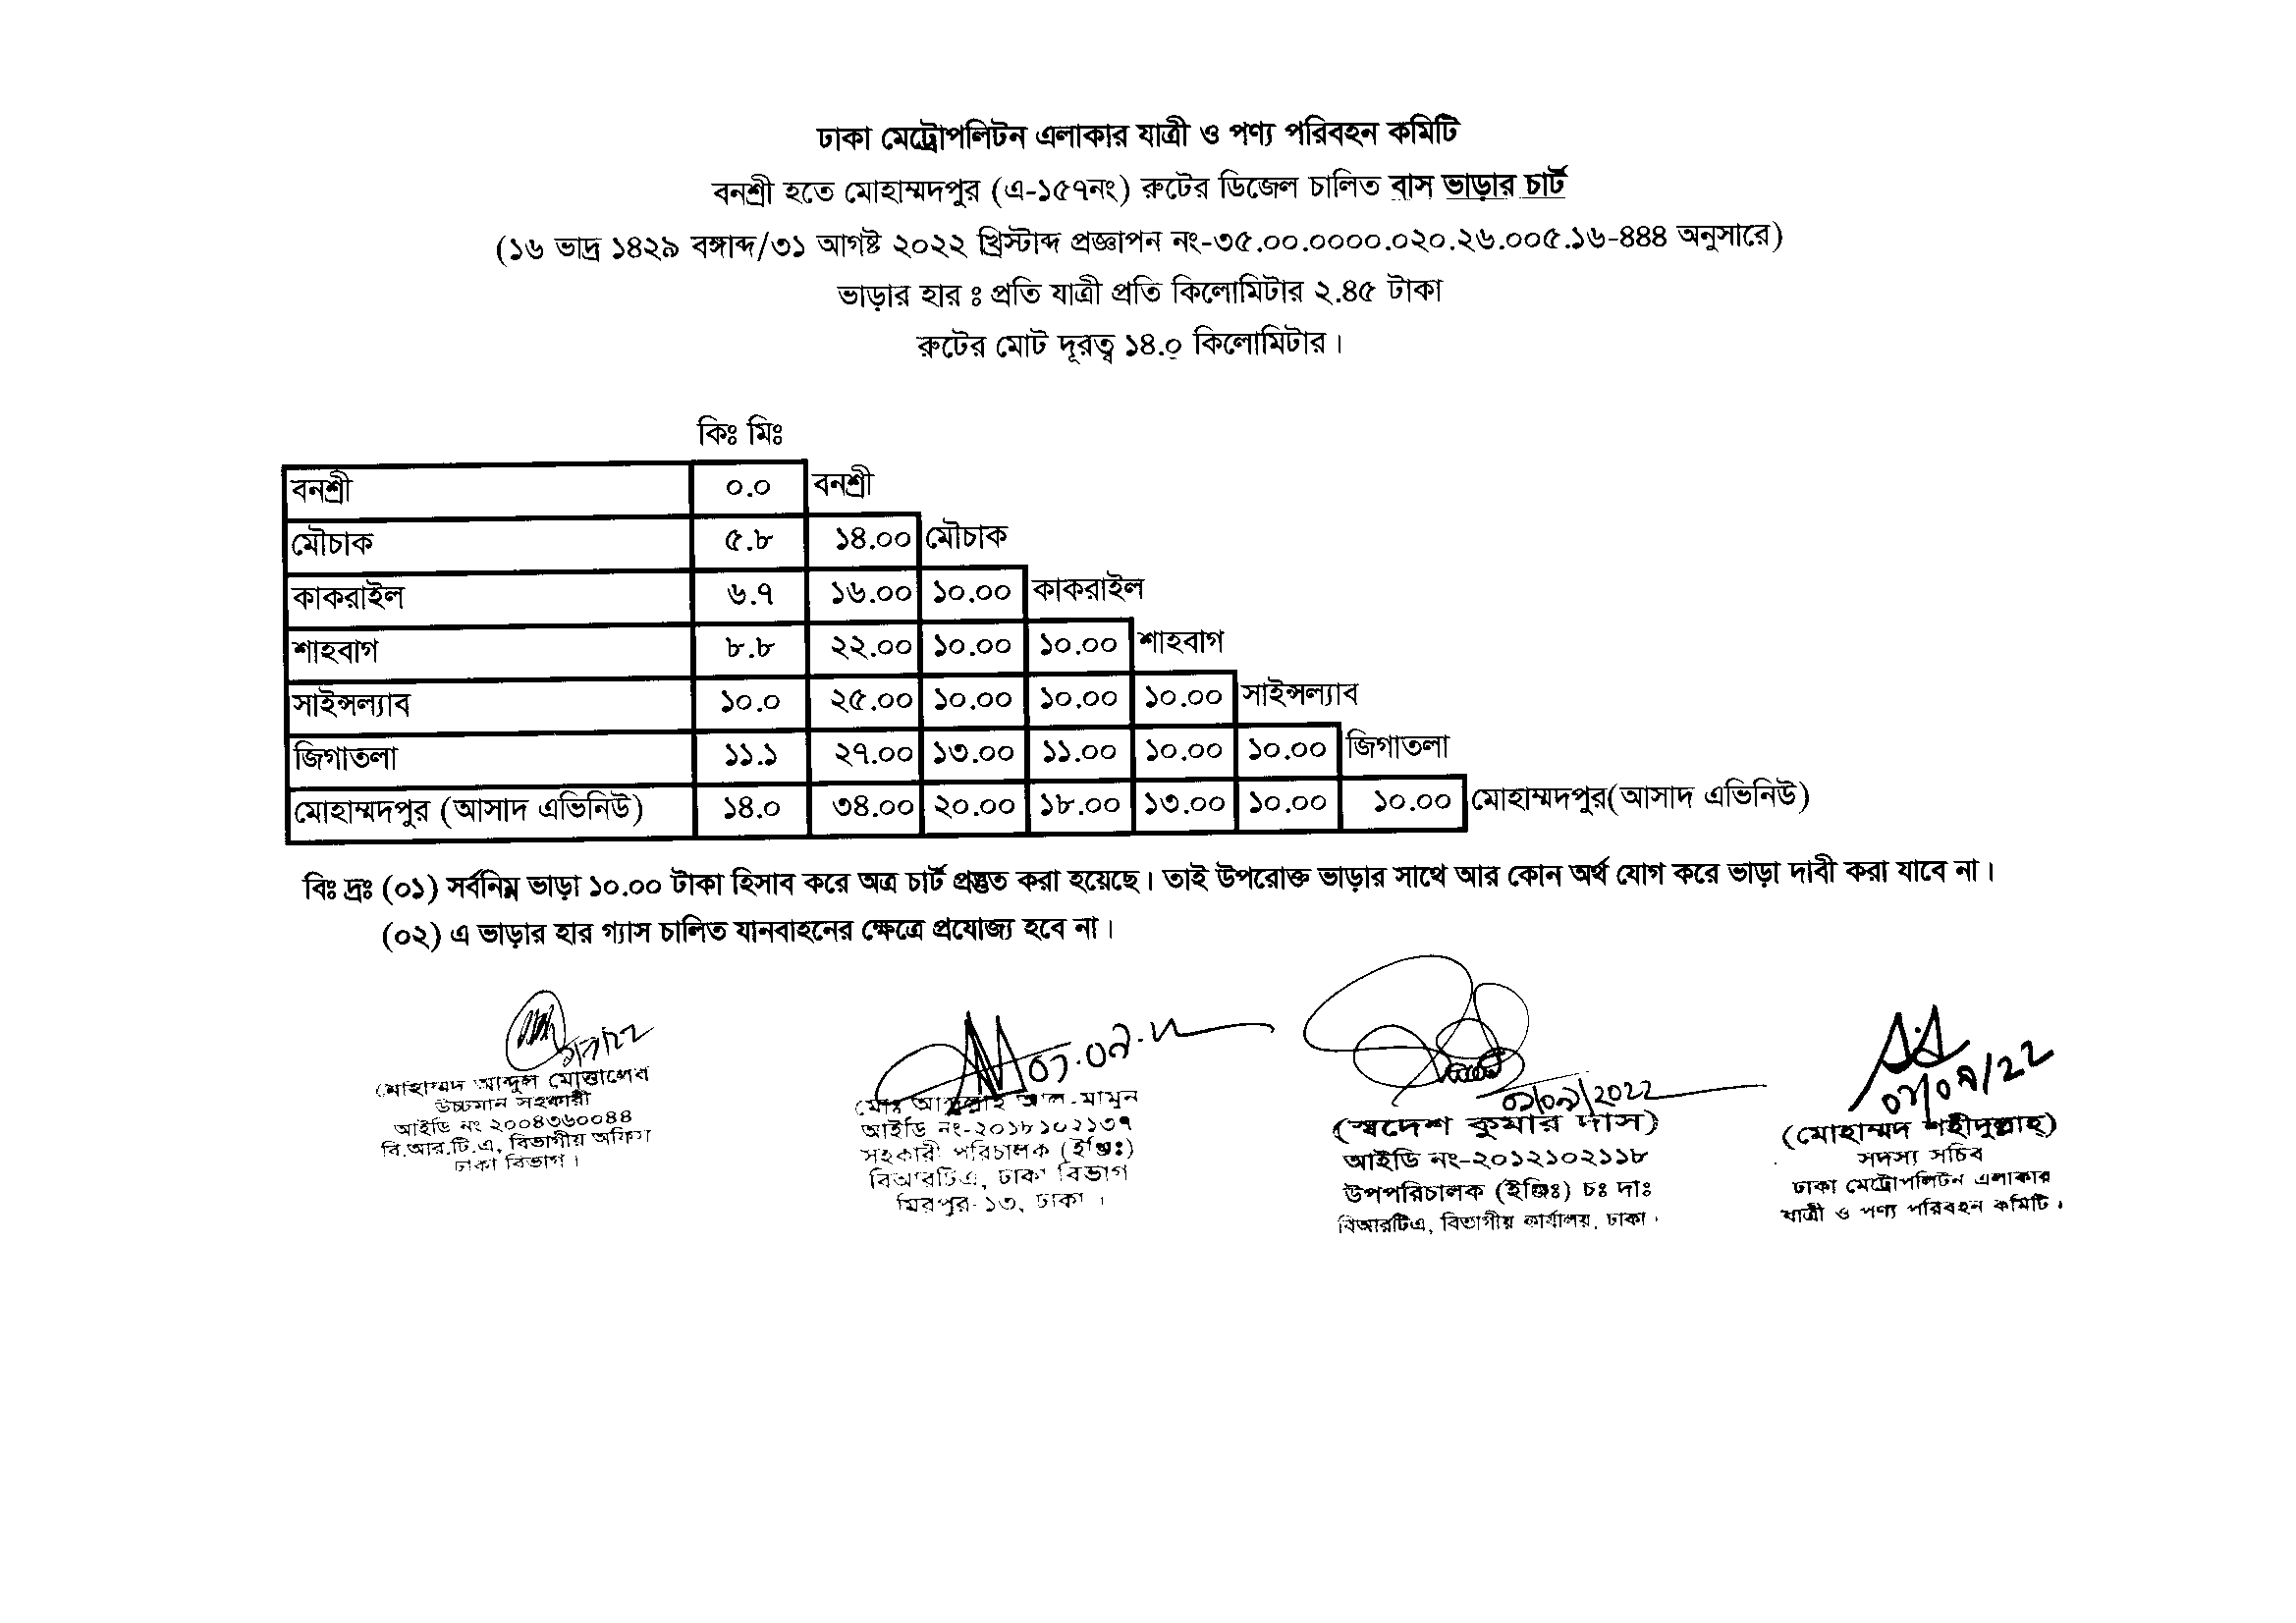 ঢাকা মেট্রোপলিটন এলাকার যাত্রী ও পণ্য পরিবহন কমিটি
বনশ্রী হতে মোহাম্মদপুর (এ-১৫৭নং) রুটের ডিজেল চালিত বাস ভাড়ার চার্ট
(১৬ ভাদ্র ১৪২৯ বঙ্গাব্দ/৩১ আগষ্ট ২০২২ খ্রিস্টাব্দ প্রজ্ঞাপন নং-৩৫.০০.০০০০.০২০.২৬.০০৫.১৬-৪৪৪ অনুসারে)
ভাড়ার হার ঃ প্রতি যাত্রী প্রতি কিলোমিটার ২.৪৫ টাকা
রুটের মোট দূরত্ব ১৪.০ কিলোমিটার।
কিঃ মিঃ
বনশ্রী ০.০ বনশ্রী
মৌচাক ৫.৮ ১৪.০০ মৌচাক
কাকরাইল ৬.৭ ১৬.০০ ১০.০০ কাকরাইল
শাহবাগ ৮.৮ ২২.০০ ১০.০০ ১০.০০ শাহবাগ
সাইন্সল্যাব ১০.০ ২৫.০০ ১০.০০ ১০.০০ ১০.০০ সাইন্সল্যাব
জিগাতলা ১১.১ ২৭.০০ ১৩.০০ ১১.০০ ১০.০০ ১০.০০ জিগাতলা
মোহাম্মদপুর (আসাদ এভিনিউ) ১৪.০ ৩৪.০০ ২০.০০ ১৮.০০ ১৩.০০ ১০.০০ ১০.০০ মোহাম্মদপুর(আসাদ এভিনিউ)
বিঃ দ্রঃ (০১) সর্বনিম্ন ভাড়া ১০.০০ টাকা হিসাব করে অত্র চার্ট প্রস্তুত করা হয়েছে। তাই উপরোক্ত ভাড়ার সাথে আর কোন অর্থ যোগ করে ভাড়া দাবী করা যাবে না।
(০২) এ ভাড়ার হার গ্যাস চালিত যানবাহনের ক্ষেত্রে প্রযোজ্য হবে না।
মোহাম্মদ আব্দুল মোত্তালেব
উচ্চমান সহকারী
আইডি নং ২০০৪৩৬০০৪৪
বি.আর.টি.এ, বিভাগীয় অফিস
ঢাকা বিভাগ।
০১.০৯.২২
মোঃ আব্দুল্লাহ আল-মামুন
আইডি নং-২০১৮১০২১৩৭
সহকারী পরিচালক (ইঞ্জিঃ)
বিআরটিএ, ঢাকা বিভাগ
মিরপুর-১৩, ঢাকা।
০১/০৯/২০২২
(স্বদেশ কুমার দাস)
আইডি নং-২০১২১০২১১৮
উপপরিচালক (ইঞ্জিঃ) চঃ দাঃ
বিআরটিএ, বিভাগীয় কার্যালয়, ঢাকা।
০১/০৯/২২
(মোহাম্মদ শহীদুল্লাহ্)
সদস্য সচিব
ঢাকা মেট্রোপলিটন এলাকার
যাত্রী ও পণ্য পরিবহন কমিটি।